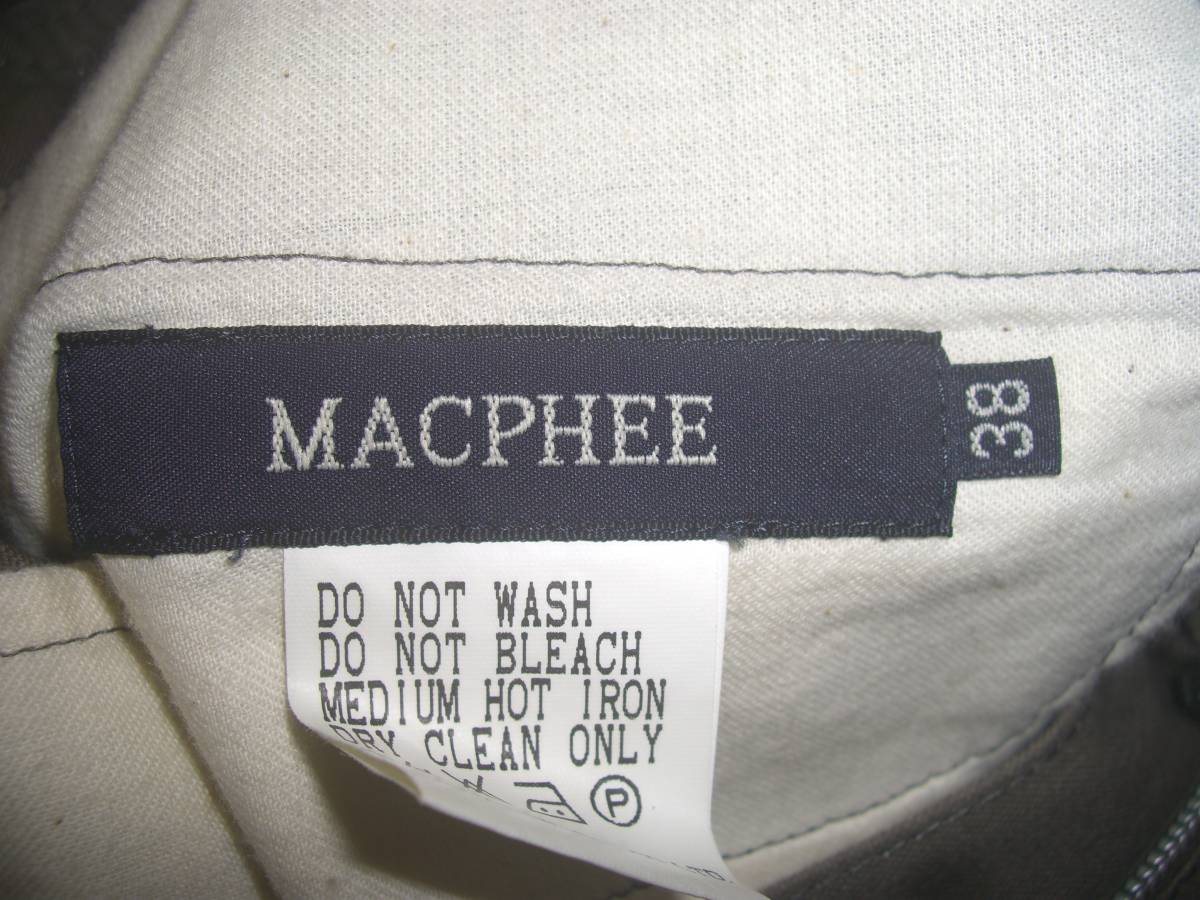 MACPHEE
38
DO NOT WASH
DO NOT BLEACH
MEDIUM HOT IRON
DRY CLEAN ONLY
P